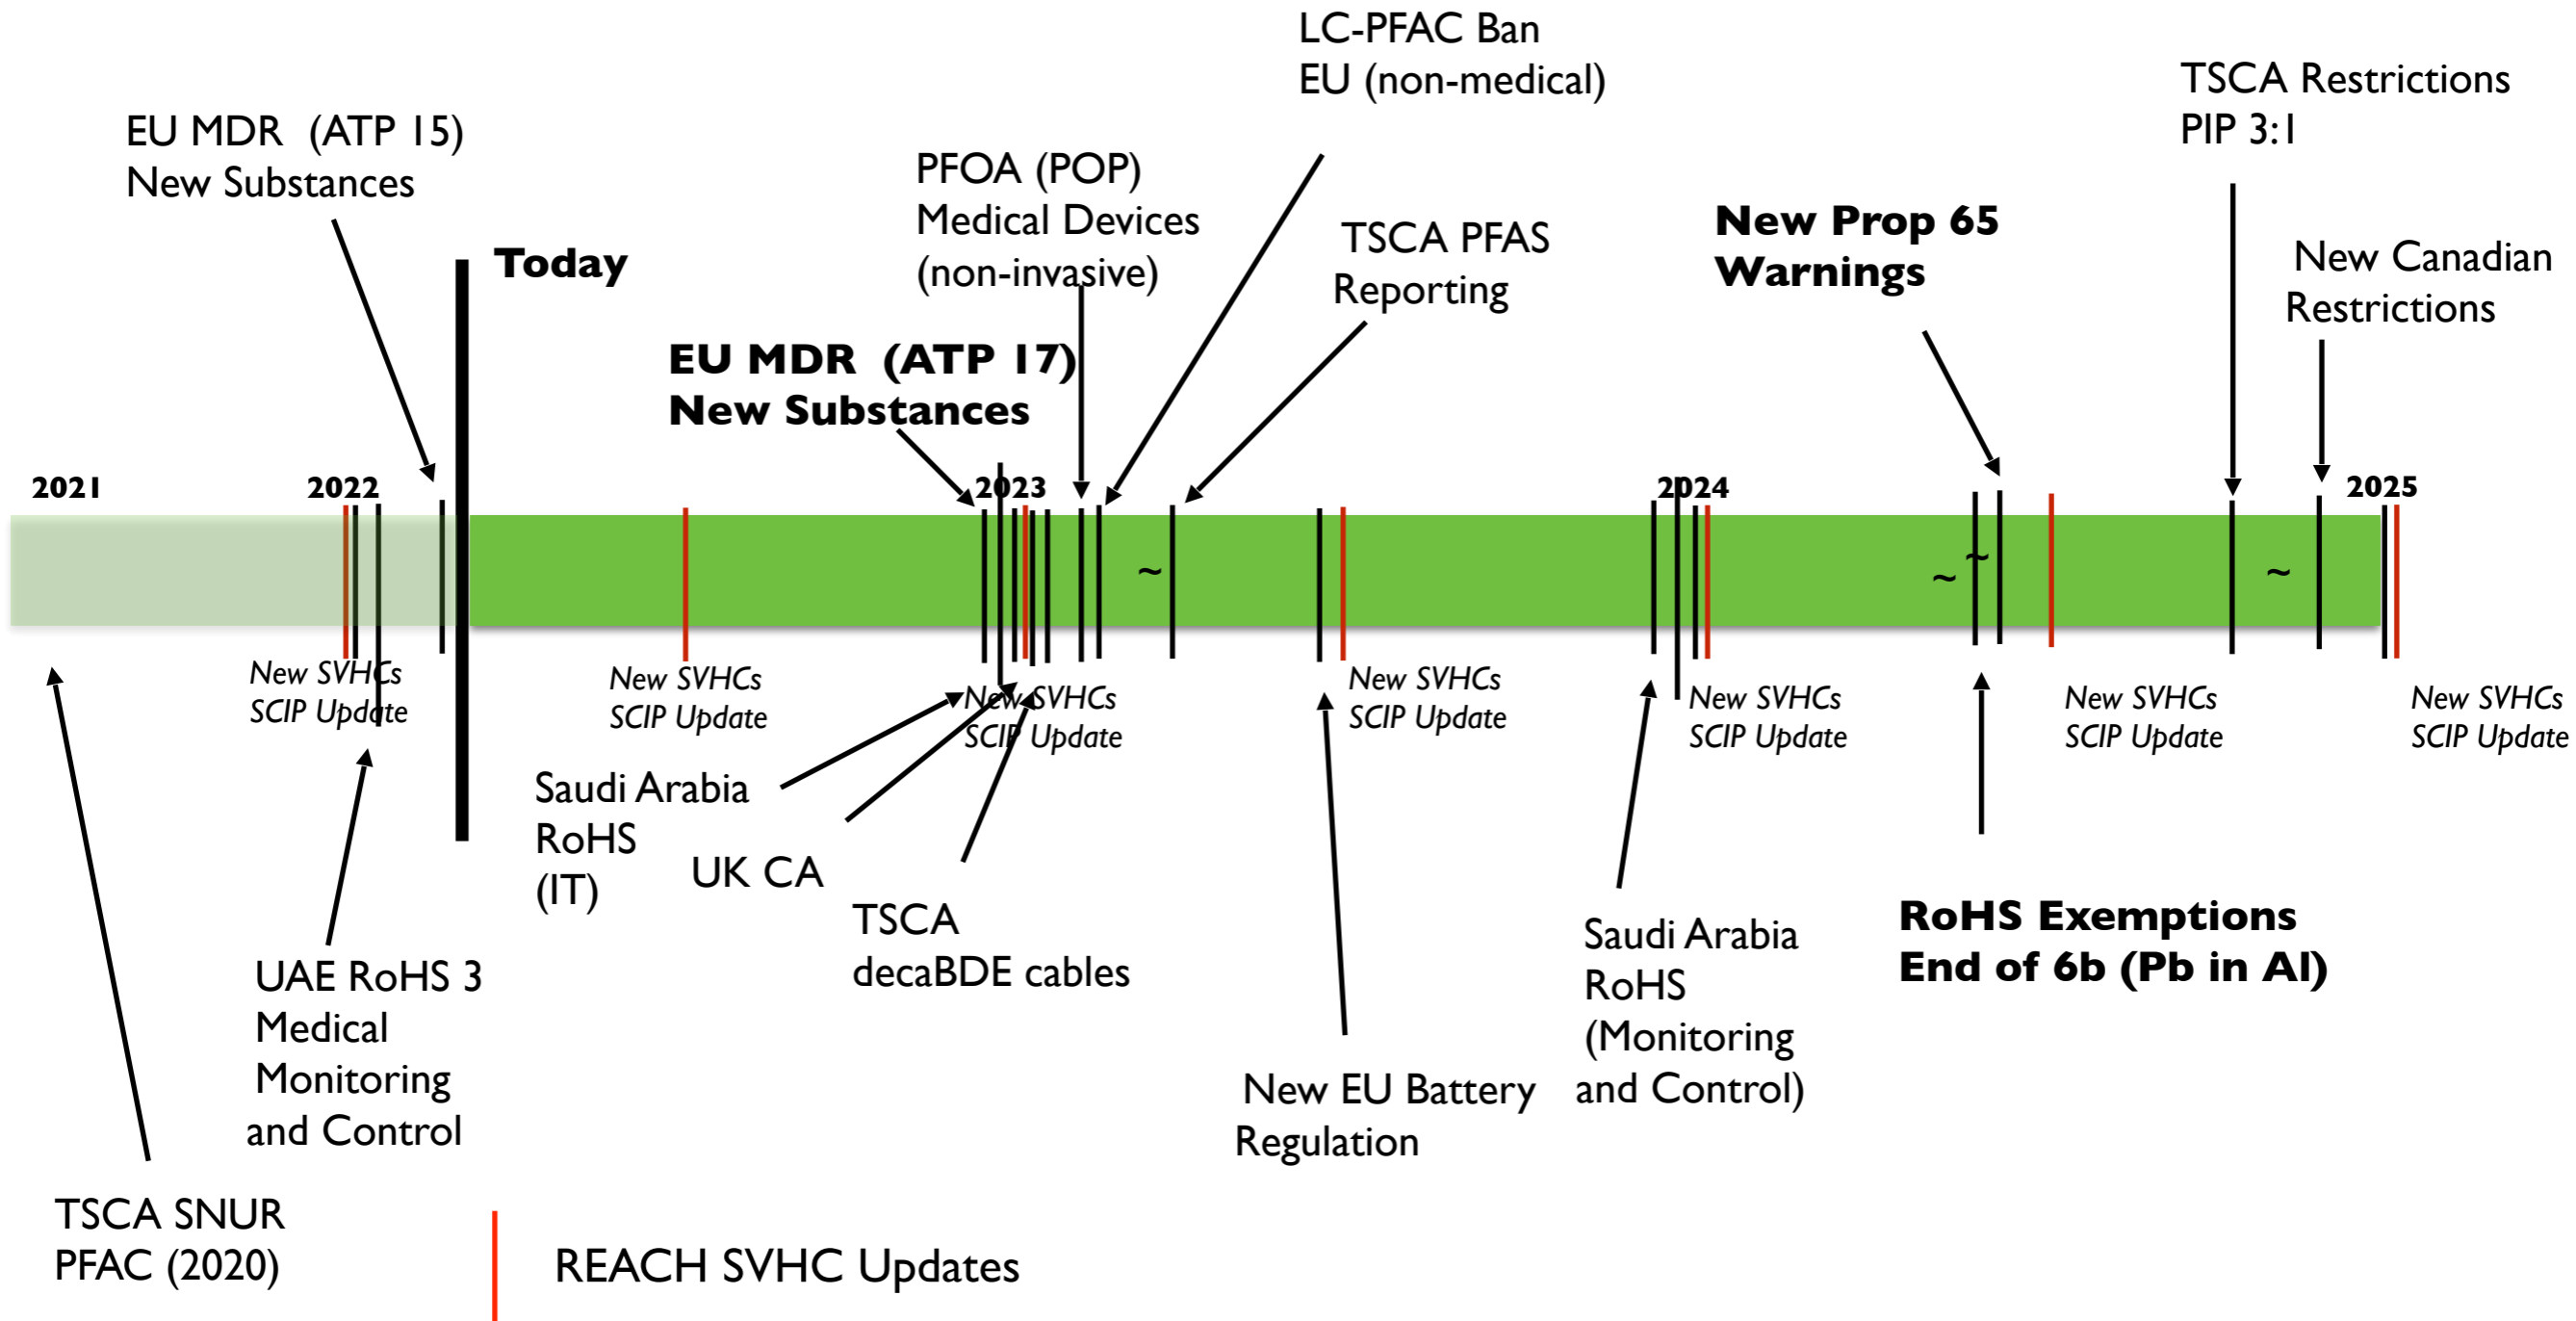 LC-PFAC Ban
EU (non-medical)
TSCA Restrictions
PIP 3:1
EU MDR (ATP 15)
New Substances
PFOA (POP)
Medical Devices
(non-invasive)
New Prop 65
Warnings
TSCA PFAS
Reporting
Today
New Canadian
Restrictions
EU MDR (ATP 17)
New Substances
2021
2022
2023
2024
2025
~
~
~
~
New SVHCs
SCIP Update
New SVHCs
SCIP Update
New SVHCs
SCIP Update
New SVHCs
SCIP Update
New SVHCs
SCIP Update
New SVHCs
SCIP Update
New SVHCs
SCIP Update
Saudi Arabia
RoHS
(IT)
UK CA
TSCA
decaBDE cables
UAE RoHS 3
Medical
Monitoring
and Control
New EU Battery
Regulation
Saudi Arabia
RoHS
(Monitoring
and Control)
RoHS Exemptions
End of 6b (Pb in Al)
TSCA SNUR
PFAC (2020)
REACH SVHC Updates